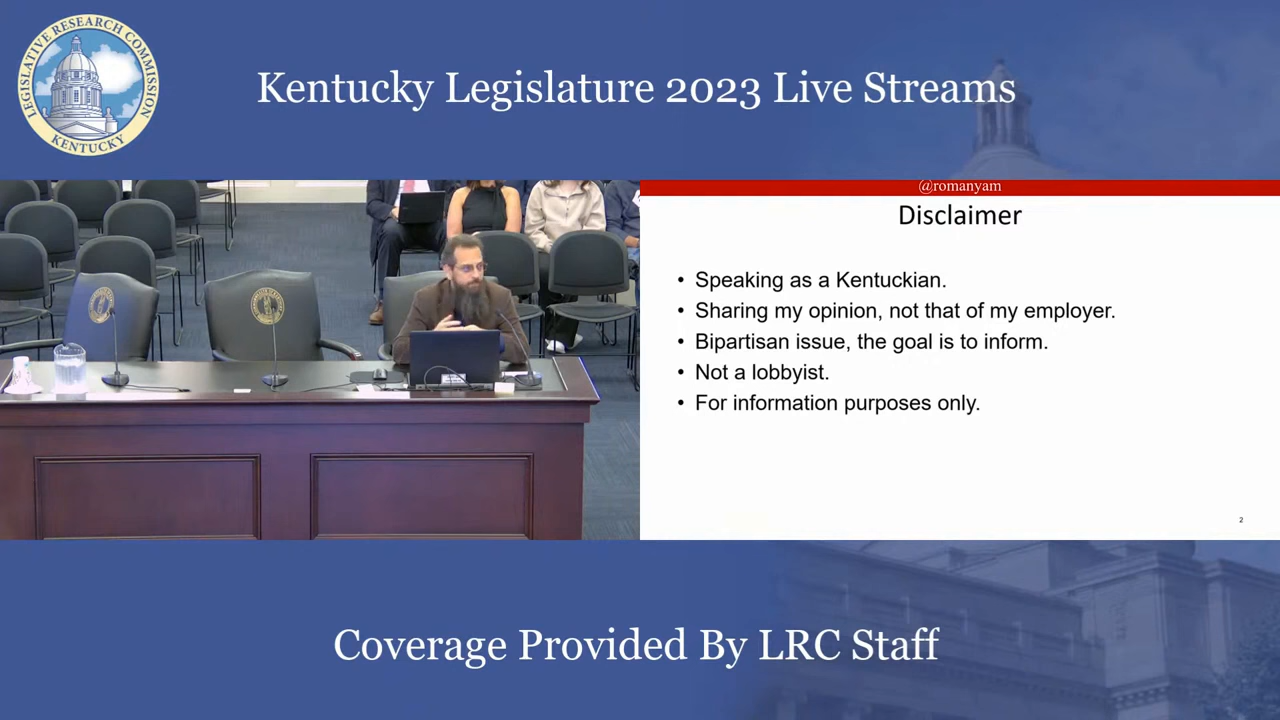 LEGISLATIVE RESEARCH COMMISSION
KENTUCKY
Kentucky Legislature 2023 Live Streams
@romanyam
Disclaimer
• Speaking as a Kentuckian.
• Sharing my opinion, not that of my employer.
• Bipartisan issue, the goal is to inform.
• Not a lobbyist.
• For information purposes only.
2
Coverage Provided By LRC Staff